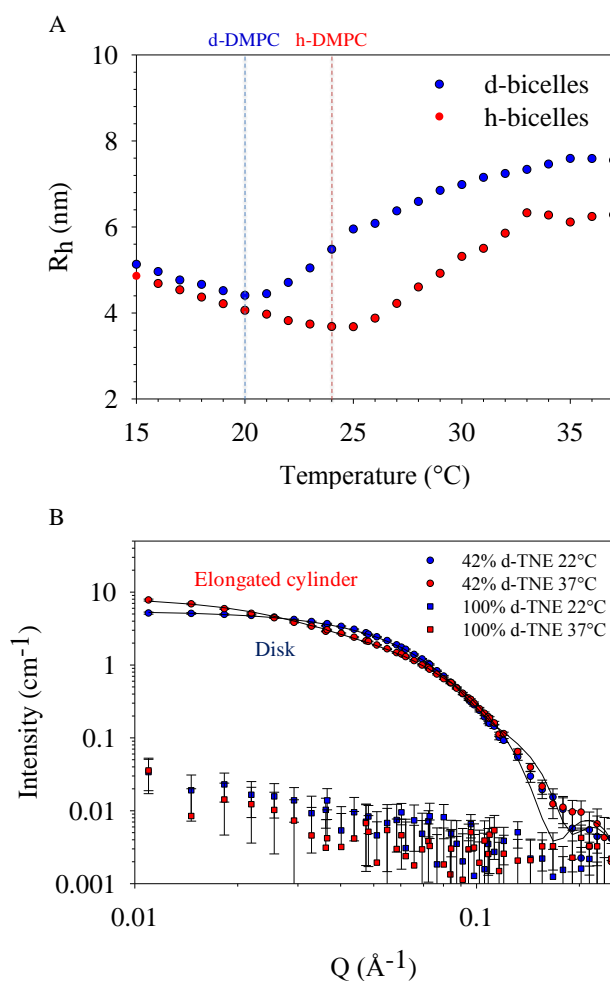 A
d-DMPC h-DMPC
10
8
6
4
2
R_h (nm)
d-bicelles
h-bicelles
15 20 25 30 35
Temperature (°C)
B
10
1
0.1
0.01
0.001
Intensity (cm⁻¹)
42% d-TNE 22°C
42% d-TNE 37°C
100% d-TNE 22°C
100% d-TNE 37°C
Elongated cylinder
Disk
0.01 0.1
Q (Å⁻¹)